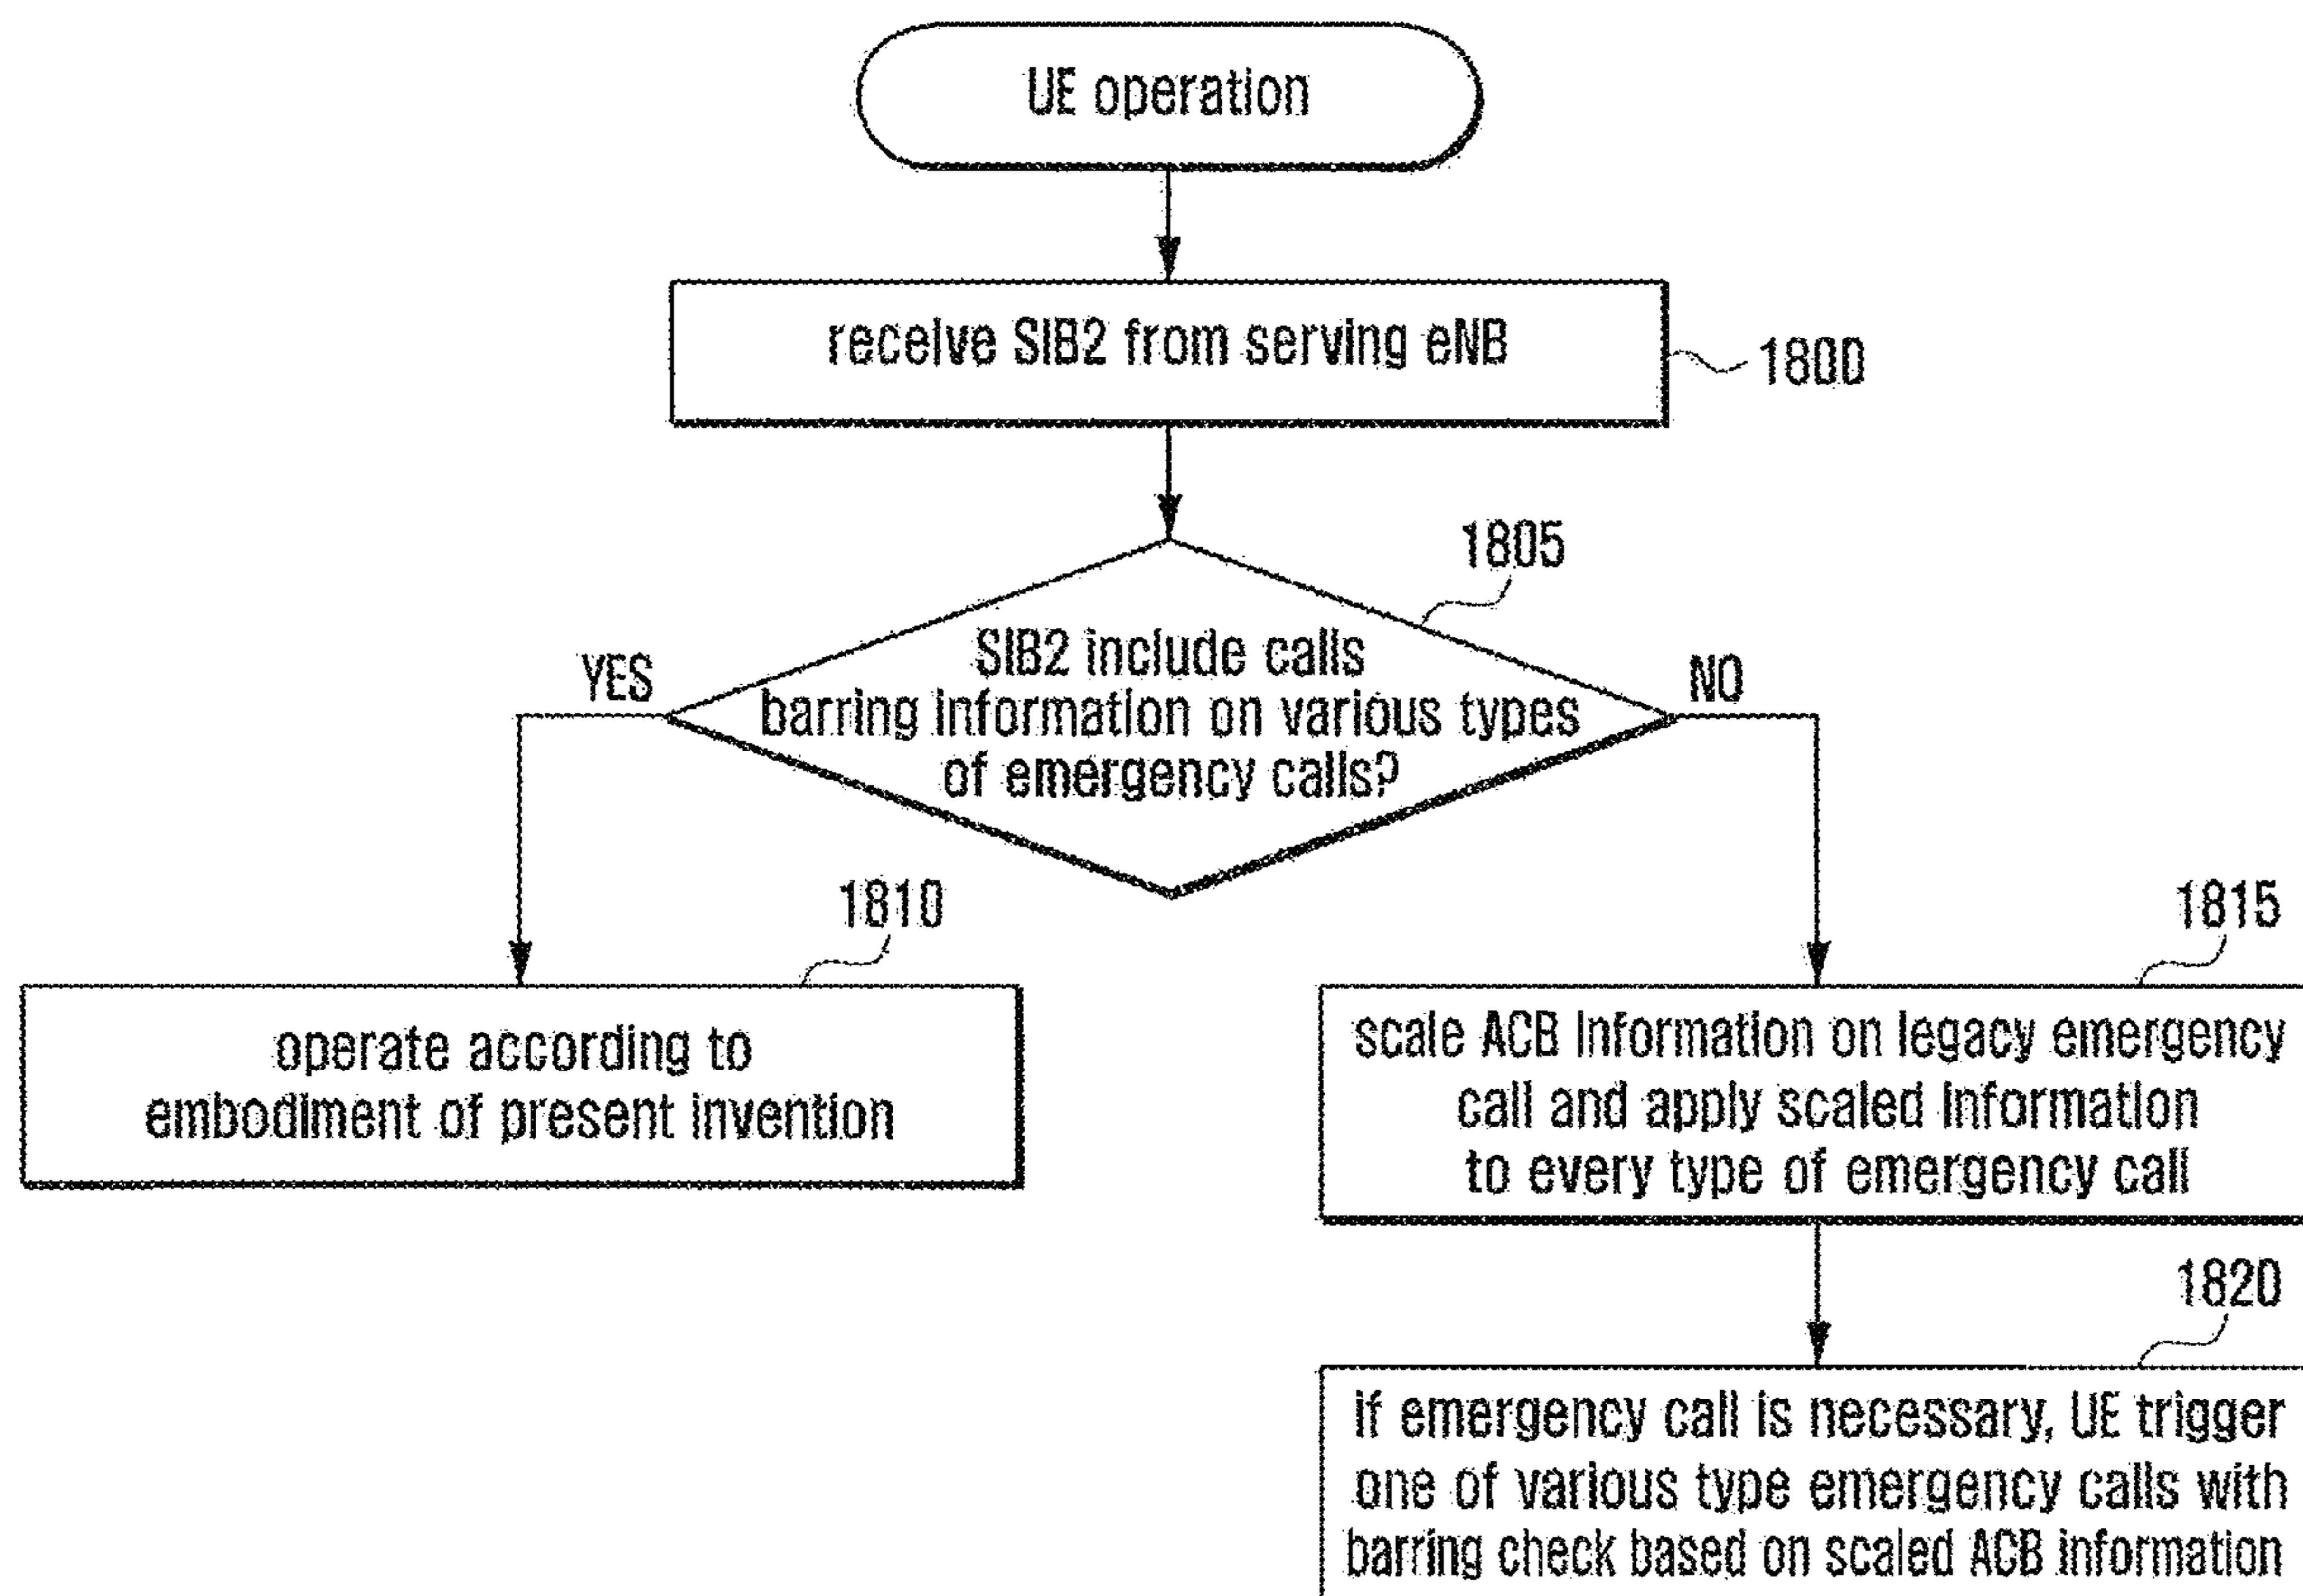 UE operation
receive SIB2 from serving eNB
1800
1805
SIB2 include calls
barring information on various types
of emergency calls?
YES
NO
1810
operate according to
embodiment of present invention
1815
scale ACB information on legacy emergency
call and apply scaled information
to every type of emergency call
1820
if emergency call is necessary, UE trigger
one of various type emergency calls with
barring check based on scaled ACB information